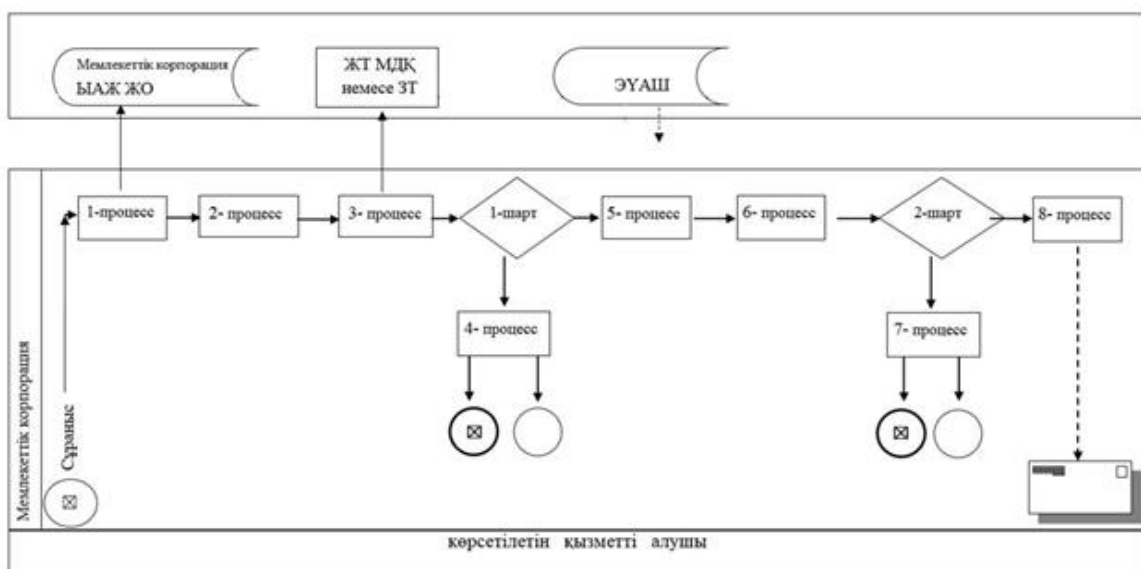 Мемлекеттік корпорация
ЫАЖ ЖО
ЖТ МДҚ
немесе ЗТ
ЭҮАШ
1-процесс
2- процесс
3- процесс
1-шарт
5- процесс
6- процесс
2-шарт
8- процесс
4- процесс
7- процесс
Сұраныс
Мемлекеттік корпорация
көрсетілетін қызметті алушы